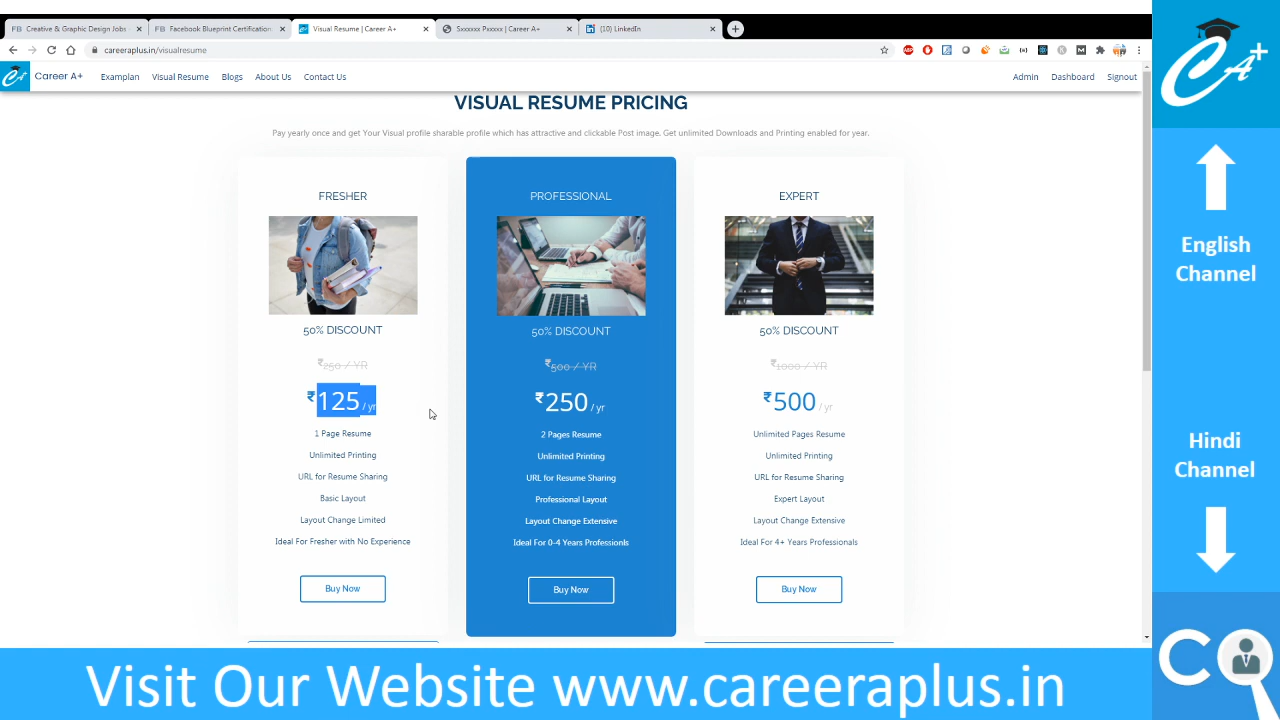 Creative & Graphic Design Jobs
Facebook Blueprint Certification
Visual Resume | Career A+
Sxxxxxx Pxxxxx | Career A+
(10) LinkedIn
careeraplus.in/visualresume
Career A+ Examplan Visual Resume Blogs About Us Contact Us Admin Dashboard Signout
VISUAL RESUME PRICING
Pay yearly once and get Your Visual profile sharable profile which has attractive and clickable Post image. Get unlimited Downloads and Printing enabled for year.
FRESHER
50% DISCOUNT
₹250 / YR
₹125 / yr
1 Page Resume
Unlimited Printing
URL for Resume Sharing
Basic Layout
Layout Change Limited
Ideal For Fresher with No Experience
Buy Now
PROFESSIONAL
50% DISCOUNT
₹500 / YR
₹250 / yr
2 Pages Resume
Unlimited Printing
URL for Resume Sharing
Professional Layout
Layout Change Extensive
Ideal For 0-4 Years Professionls
Buy Now
EXPERT
50% DISCOUNT
₹1000 / YR
₹500 / yr
Unlimited Pages Resume
Unlimited Printing
URL for Resume Sharing
Expert Layout
Layout Change Extensive
Ideal For 4+ Years Professionals
Buy Now
CA+
English
Channel
Hindi
Channel
Visit Our Website www.careeraplus.in